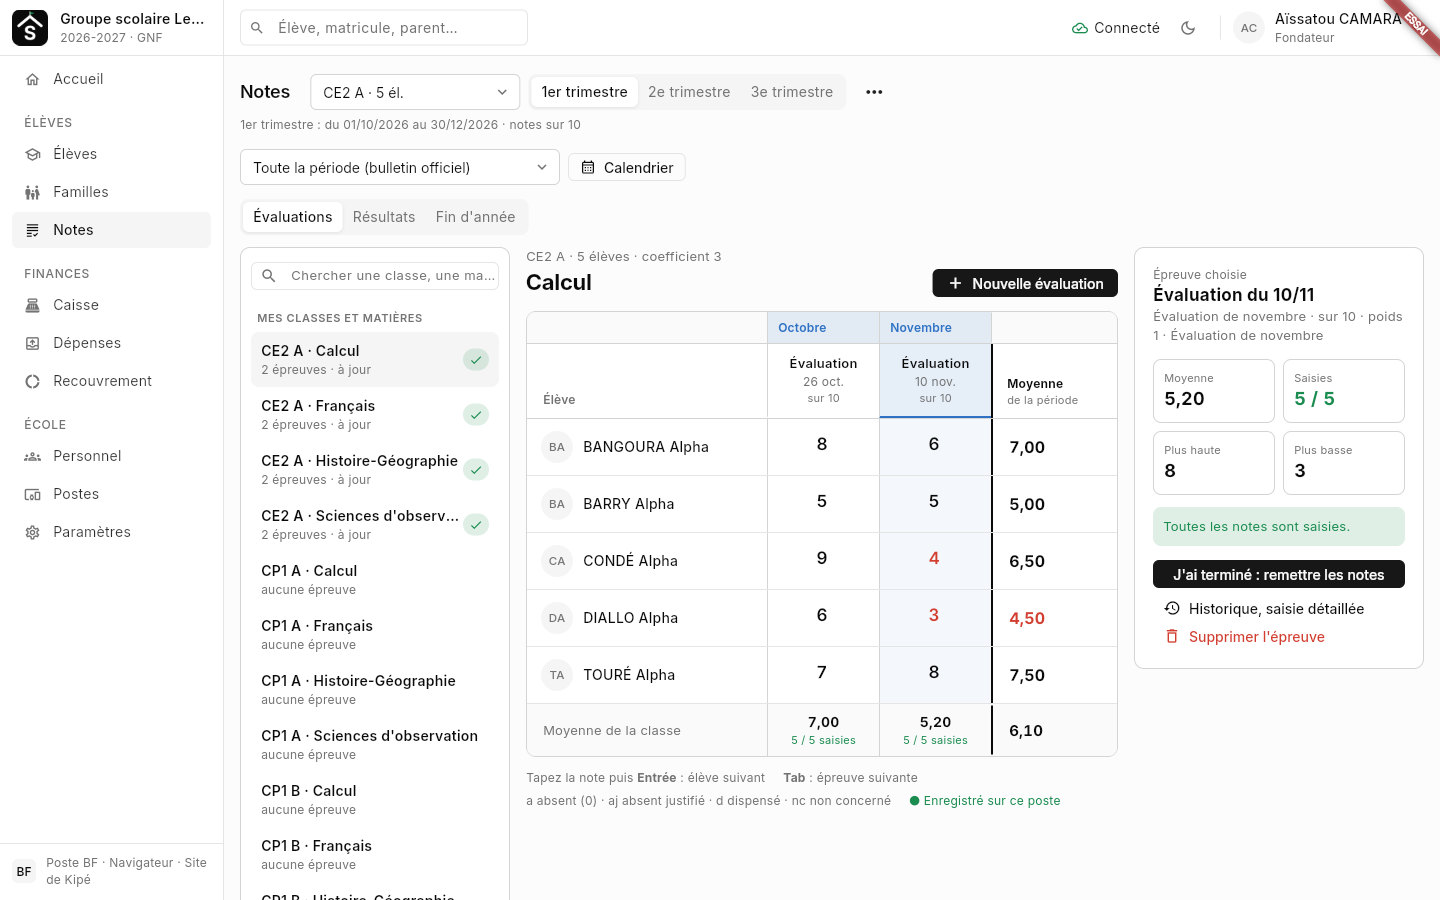 Groupe scolaire Le...
2026-2027 · GNF
Élève, matricule, parent...
Connecté
AC
Aïssatou CAMARA
Fondateur
ESSAI
Accueil
ÉLÈVES
Élèves
Familles
Notes
FINANCES
Caisse
Dépenses
Recouvrement
ÉCOLE
Personnel
Postes
Paramètres
BF
Poste BF · Navigateur · Site
de Kipé
Notes
CE2 A · 5 él.
1er trimestre
2e trimestre
3e trimestre
1er trimestre : du 01/10/2026 au 30/12/2026 · notes sur 10
Toute la période (bulletin officiel)
Calendrier
Évaluations
Résultats
Fin d'année
Chercher une classe, une ma...
MES CLASSES ET MATIÈRES
CE2 A · Calcul
2 épreuves · à jour
CE2 A · Français
2 épreuves · à jour
CE2 A · Histoire-Géographie
2 épreuves · à jour
CE2 A · Sciences d'observ...
2 épreuves · à jour
CP1 A · Calcul
aucune épreuve
CP1 A · Français
aucune épreuve
CP1 A · Histoire-Géographie
aucune épreuve
CP1 A · Sciences d'observation
aucune épreuve
CP1 B · Calcul
aucune épreuve
CP1 B · Français
aucune épreuve
CP1 B · Histoire-Géographie
CE2 A · 5 élèves · coefficient 3
Calcul
Nouvelle évaluation
Octobre
Novembre
Élève
Évaluation
26 oct.
sur 10
Évaluation
10 nov.
sur 10
Moyenne
de la période
BA BANGOURA Alpha 8 6 7,00
BA BARRY Alpha 5 5 5,00
CA CONDÉ Alpha 9 4 6,50
DA DIALLO Alpha 6 3 4,50
TA TOURÉ Alpha 7 8 7,50
Moyenne de la classe
7,00
5 / 5 saisies
5,20
5 / 5 saisies
6,10
Tapez la note puis Entrée : élève suivant Tab : épreuve suivante
a absent (0) · aj absent justifié · d dispensé · nc non concerné Enregistré sur ce poste
Épreuve choisie
Évaluation du 10/11
Évaluation de novembre · sur 10 · poids
1 · Évaluation de novembre
Moyenne
5,20
Saisies
5 / 5
Plus haute
8
Plus basse
3
Toutes les notes sont saisies.
J'ai terminé : remettre les notes
Historique, saisie détaillée
Supprimer l'épreuve